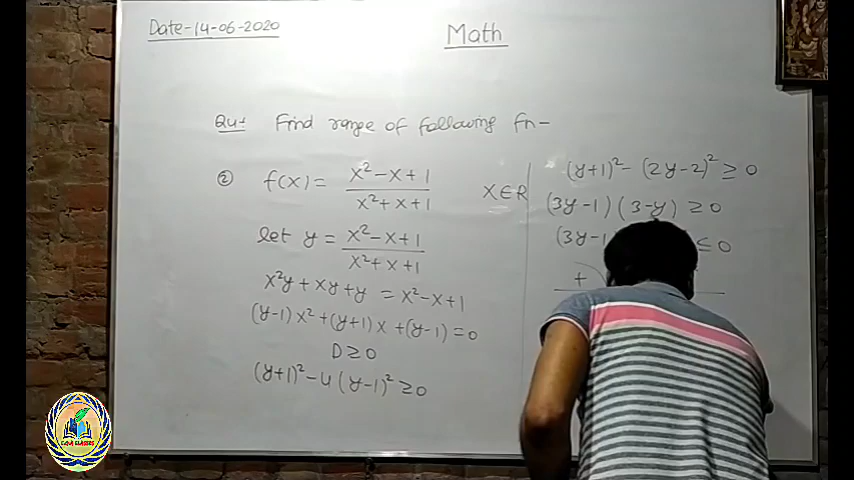 Date-14-06-2020
Math
Qu:- Find range of following fn-
② f(x) = x²-x+1 / x²+x+1 x∈R
let y = x²-x+1 / x²+x+1
x²y + xy + y = x²-x+1
(y-1)x² + (y+1)x + (y-1) = 0
D ≥ 0
(y+1)² - 4(y-1)² ≥ 0
(y+1)² - (2y-2)² ≥ 0
(3y-1)(3-y) ≥ 0
(3y-1 ≤ 0
+